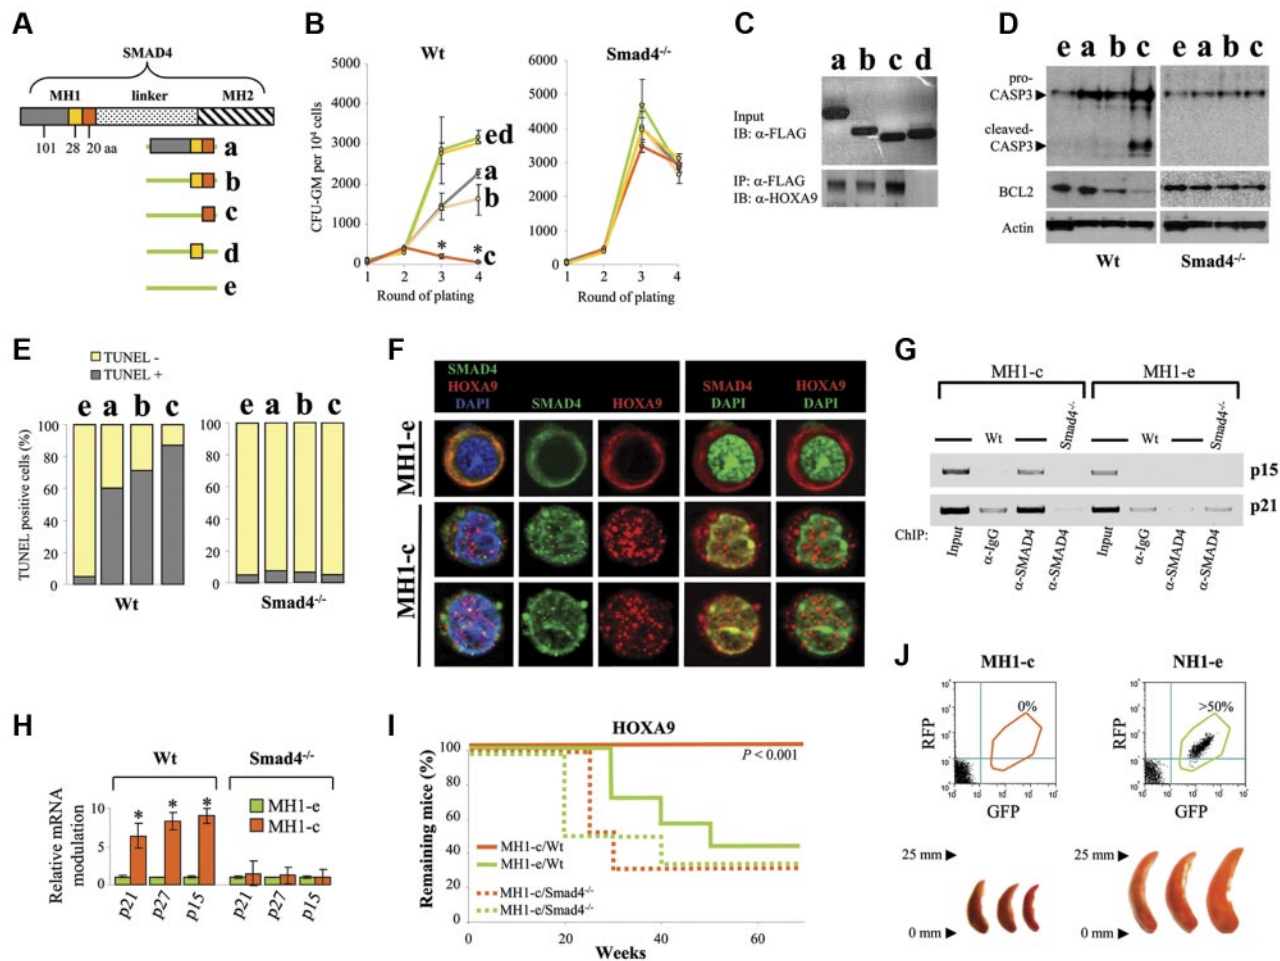 A
SMAD4
MH1 linker MH2
101 28 20 aa
a
b
c
d
e
B
Wt
Smad4-/-
CFU-GM per 10⁴ cells
5000
4000
3000
2000
1000
0
ed
a
b
*
*
c
1 2 3 4
Round of plating
6000
5000
4000
3000
2000
1000
0
1 2 3 4
Round of plating
C
a b c d
Input
IB: α-FLAG
IP: α-FLAG
IB: α-HOXA9
D
e a b c e a b c
pro-
CASP3
cleaved-
CASP3
BCL2
Actin
Wt Smad4-/-
E
TUNEL -
TUNEL +
TUNEL positive cells (%)
e a b c
100
80
60
40
20
0
Wt
e a b c
100
80
60
40
20
0
Smad4-/-
F
SMAD4
HOXA9
DAPI
SMAD4
HOXA9
SMAD4
DAPI
HOXA9
DAPI
MH1-e
MH1-c
G
MH1-c MH1-e
Wt Smad4-/- Wt Smad4-/-
p15
p21
ChIP:
Input α-IgG α-SMAD4 α-SMAD4 Input α-IgG α-SMAD4 α-SMAD4
H
Wt Smad4-/-
MH1-e
MH1-c
Relative mRNA
modulation
10
5
0
* * *
p21 p27 p15 p21 p27 p15
I
HOXA9
P < 0.001
Remaining mice (%)
100
80
60
40
20
0
MH1-c/Wt
MH1-e/Wt
MH1-c/Smad4-/-
MH1-e/Smad4-/-
0 20 40 60
Weeks
J
MH1-c NH1-e
0%
>50%
RFP
GFP
RFP
GFP
25 mm
0 mm
25 mm
0 mm